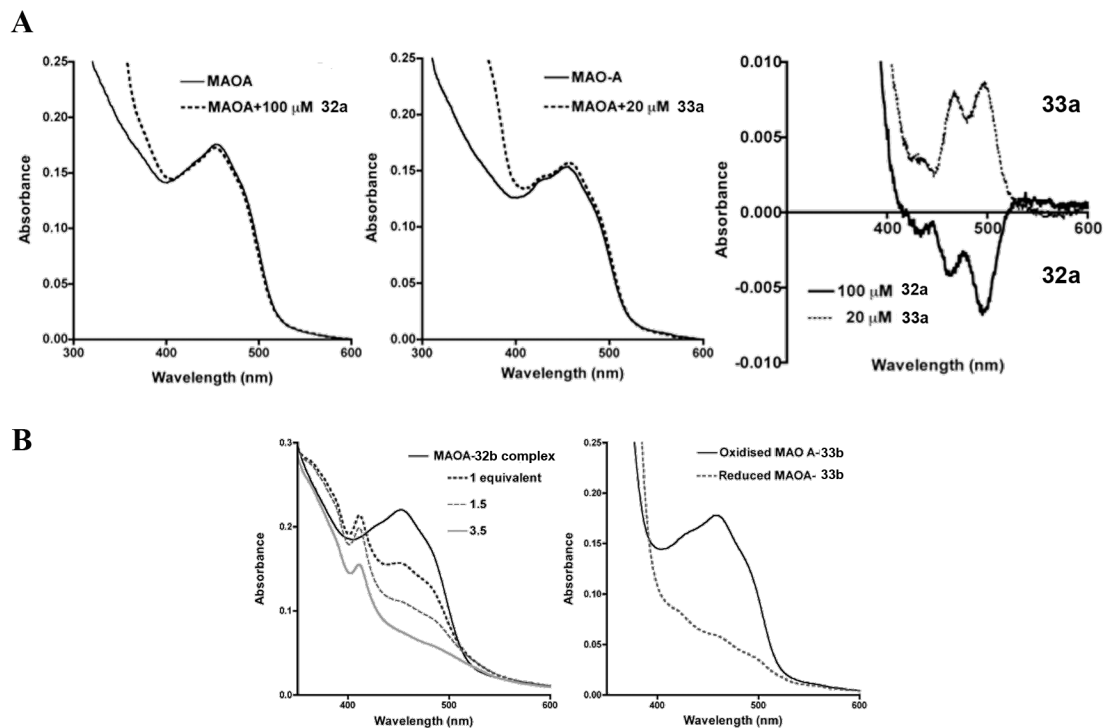 A
MAOA
MAOA+100 µM 32a
Absorbance
0.25
0.20
0.15
0.10
0.05
0.00
300 400 500 600
Wavelength (nm)
MAO-A
MAOA+20 µM 33a
Absorbance
0.25
0.20
0.15
0.10
0.05
0.00
300 400 500 600
Wavelength (nm)
33a
32a
Absorbance
0.010
0.005
0.000
-0.005
-0.010
400 500 600
100 µM 32a
20 µM 33a
Wavelength (nm)
B
MAOA-32b complex
1 equivalent
1.5
3.5
Absorbance
0.3
0.2
0.1
0.0
400 500 600
Wavelength (nm)
Oxidised MAO A-33b
Reduced MAOA- 33b
Absorbance
0.25
0.20
0.15
0.10
0.05
0.00
400 500 600
Wavelength (nm)